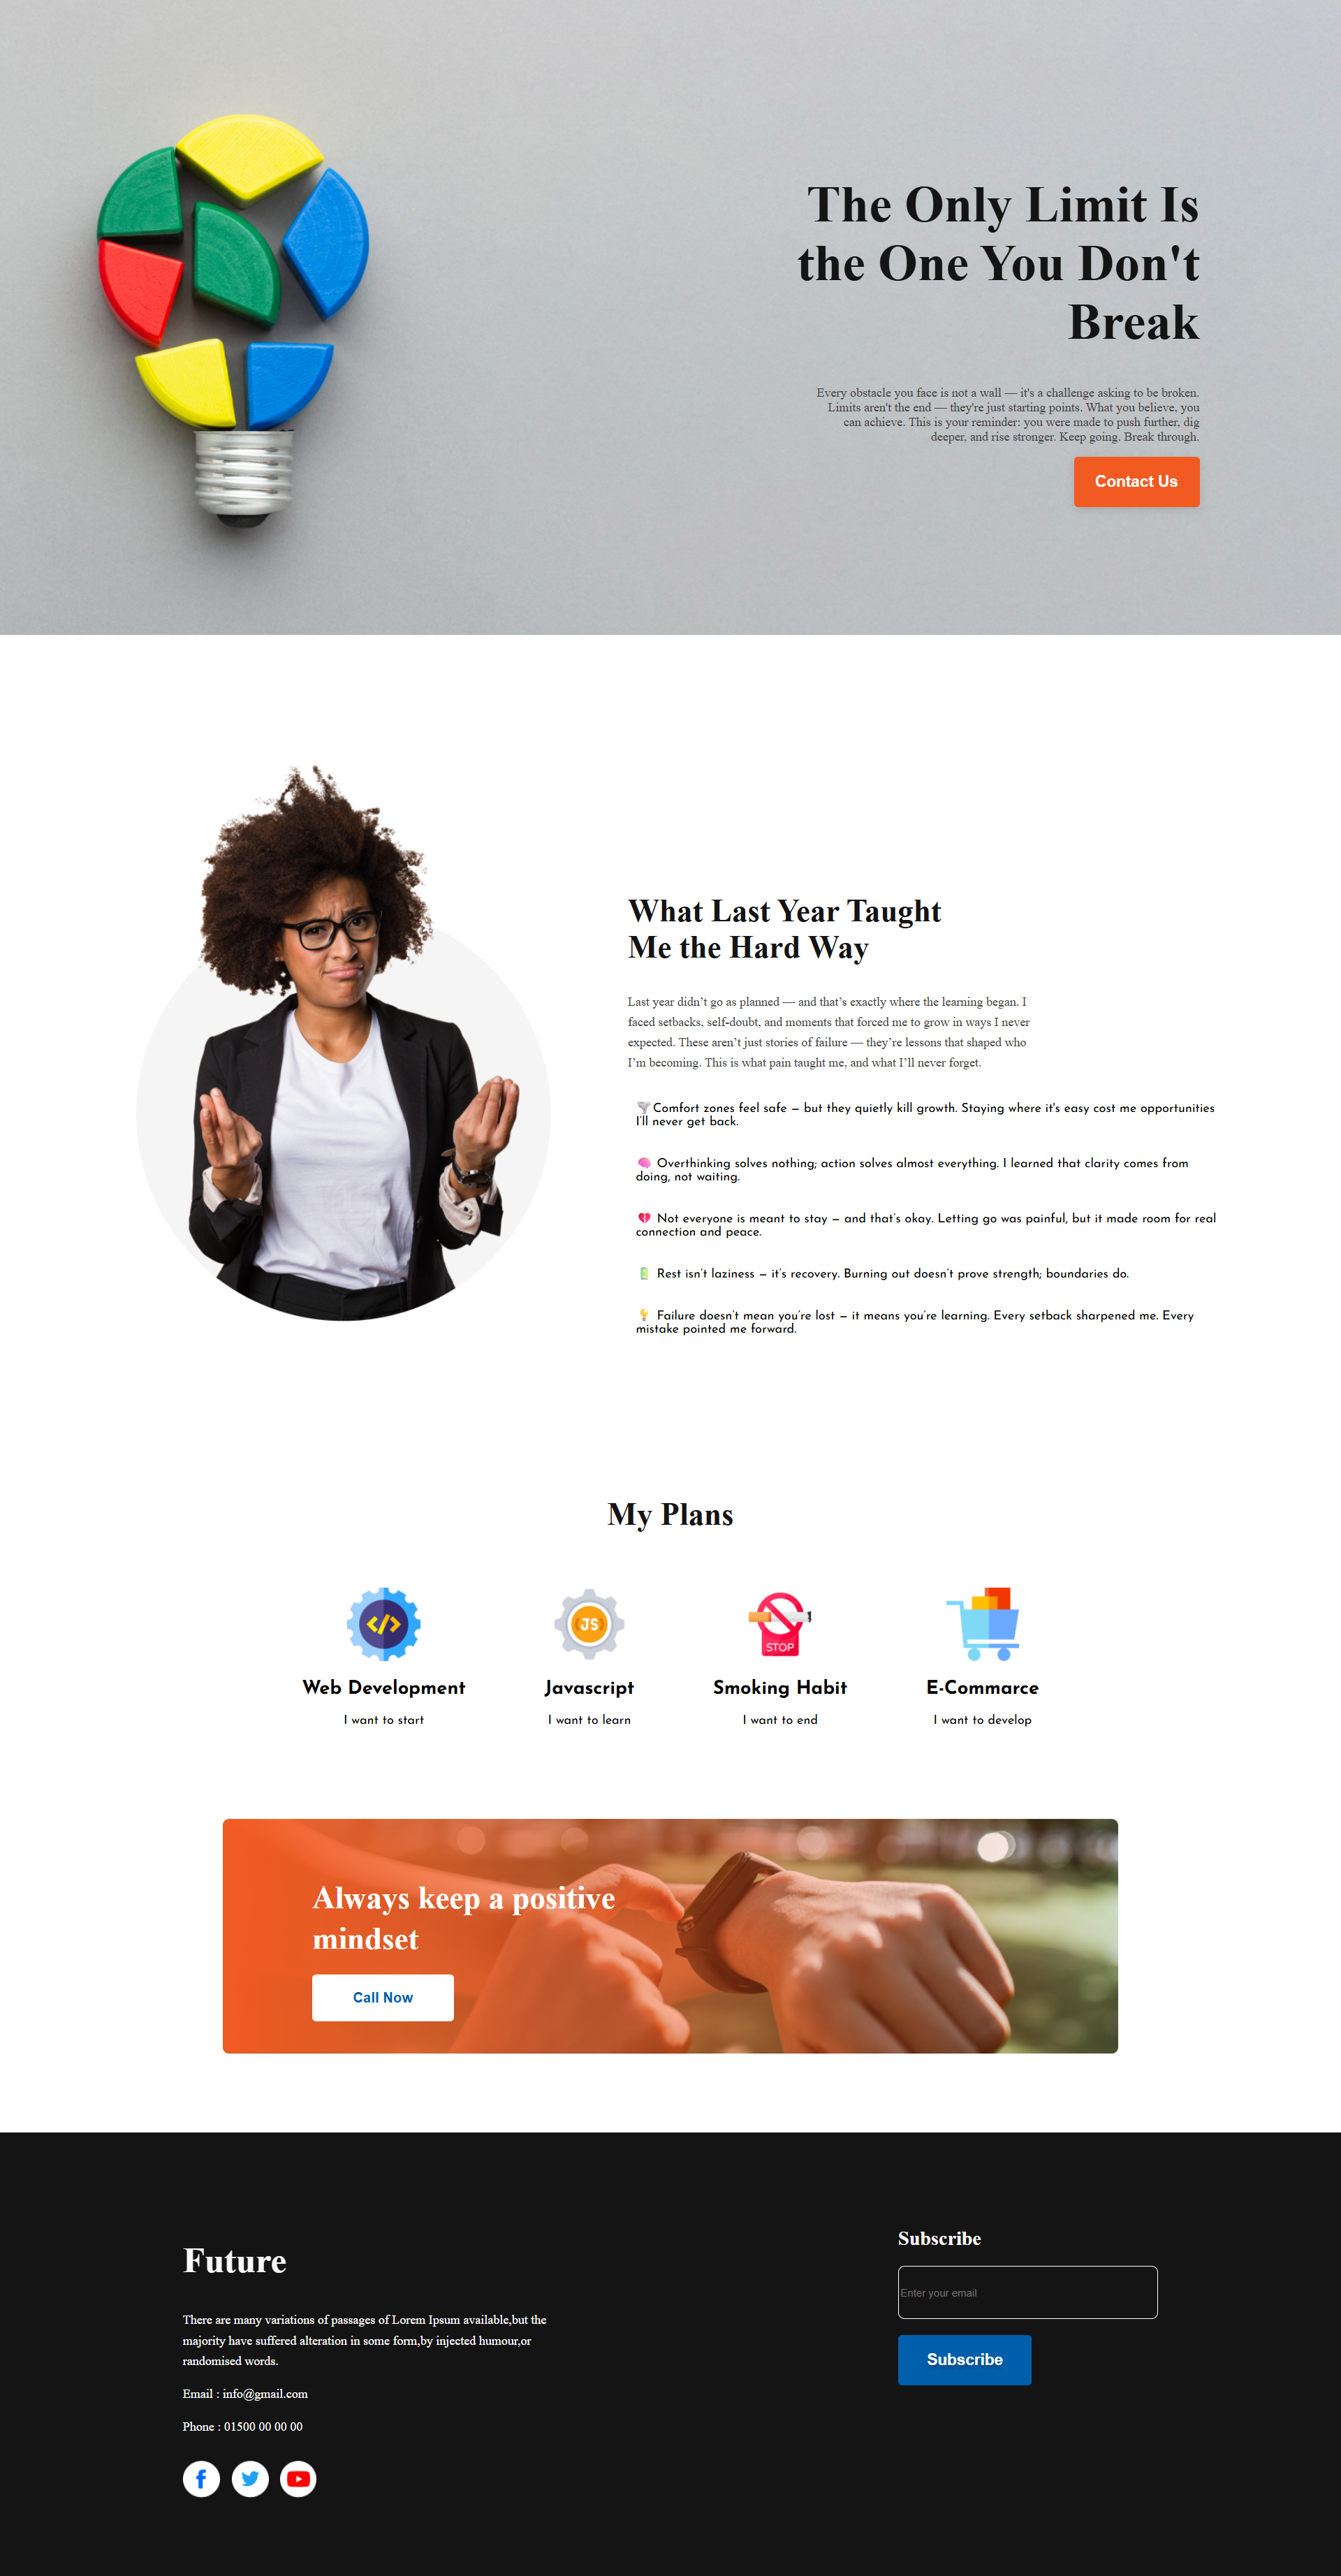 The Only Limit Is
the One You Don't
Break
Every obstacle you face is not a wall — it's a challenge asking to be broken.
Limits aren't the end — they're just starting points. What you believe, you
can achieve. This is your reminder: you were made to push further, dig
deeper, and rise stronger. Keep going. Break through.
Contact Us
What Last Year Taught
Me the Hard Way
Last year didn’t go as planned — and that’s exactly where the learning began. I
faced setbacks, self-doubt, and moments that forced me to grow in ways I never
expected. These aren’t just stories of failure — they’re lessons that shaped who
I’m becoming. This is what pain taught me, and what I’ll never forget.
🌪️Comfort zones feel safe – but they quietly kill growth. Staying where it's easy cost me opportunities
I’ll never get back.
🧠 Overthinking solves nothing; action solves almost everything. I learned that clarity comes from
doing, not waiting.
💔 Not everyone is meant to stay – and that’s okay. Letting go was painful, but it made room for real
connection and peace.
🔋 Rest isn’t laziness – it’s recovery. Burning out doesn’t prove strength; boundaries do.
💡 Failure doesn’t mean you’re lost – it means you’re learning. Every setback sharpened me. Every
mistake pointed me forward.
My Plans
</>
JS
STOP
Web Development
Javascript
Smoking Habit
E-Commarce
I want to start
I want to learn
I want to end
I want to develop
Always keep a positive
mindset
Call Now
Future
There are many variations of passages of Lorem Ipsum available,but the
majority have suffered alteration in some form,by injected humour,or
randomised words.
Email : info@gmail.com
Phone : 01500 00 00 00
Subscribe
Enter your email
Subscribe